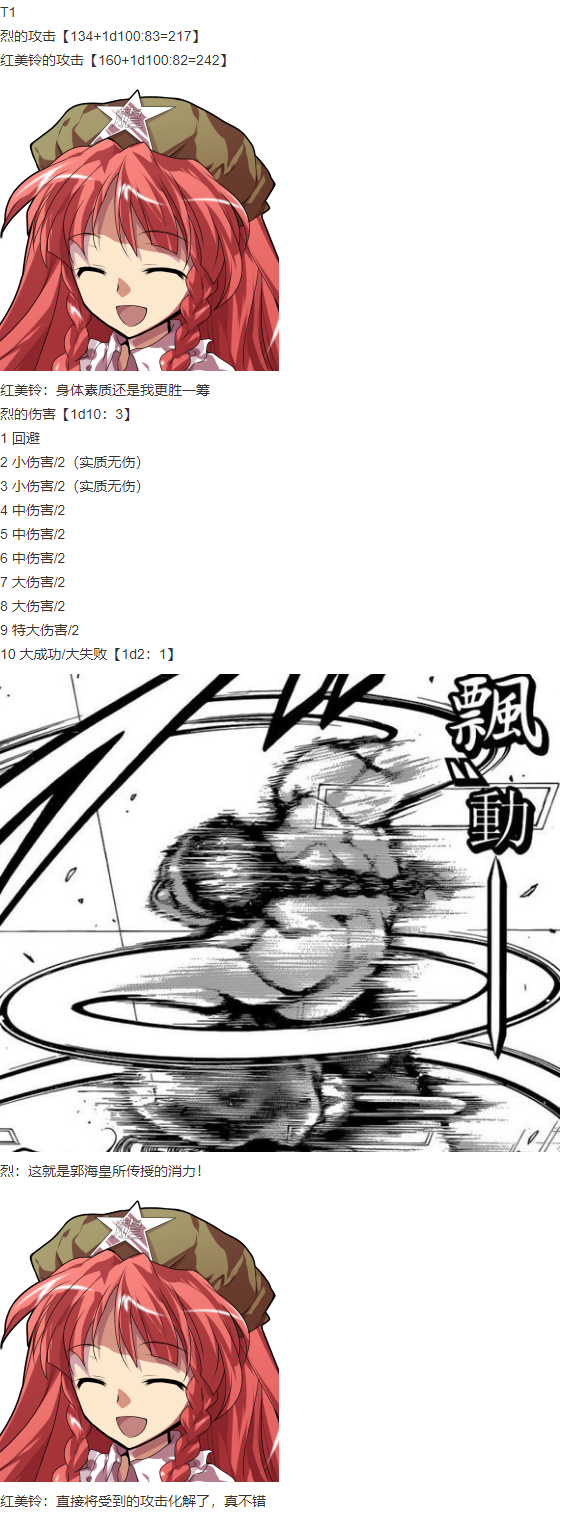 T1
烈的攻击【134+1d100:83=217】
红美铃的攻击【160+1d100:82=242】
红美铃：身体素质还是我更胜一筹
烈的伤害【1d10：3】
1 回避
2 小伤害/2（实质无伤）
3 小伤害/2（实质无伤）
4 中伤害/2
5 中伤害/2
6 中伤害/2
7 大伤害/2
8 大伤害/2
9 特大伤害/2
10 大成功/大失败【1d2：1】
飄〃動
烈：这就是郭海皇所传授的消力！
红美铃：直接将受到的攻击化解了，真不错